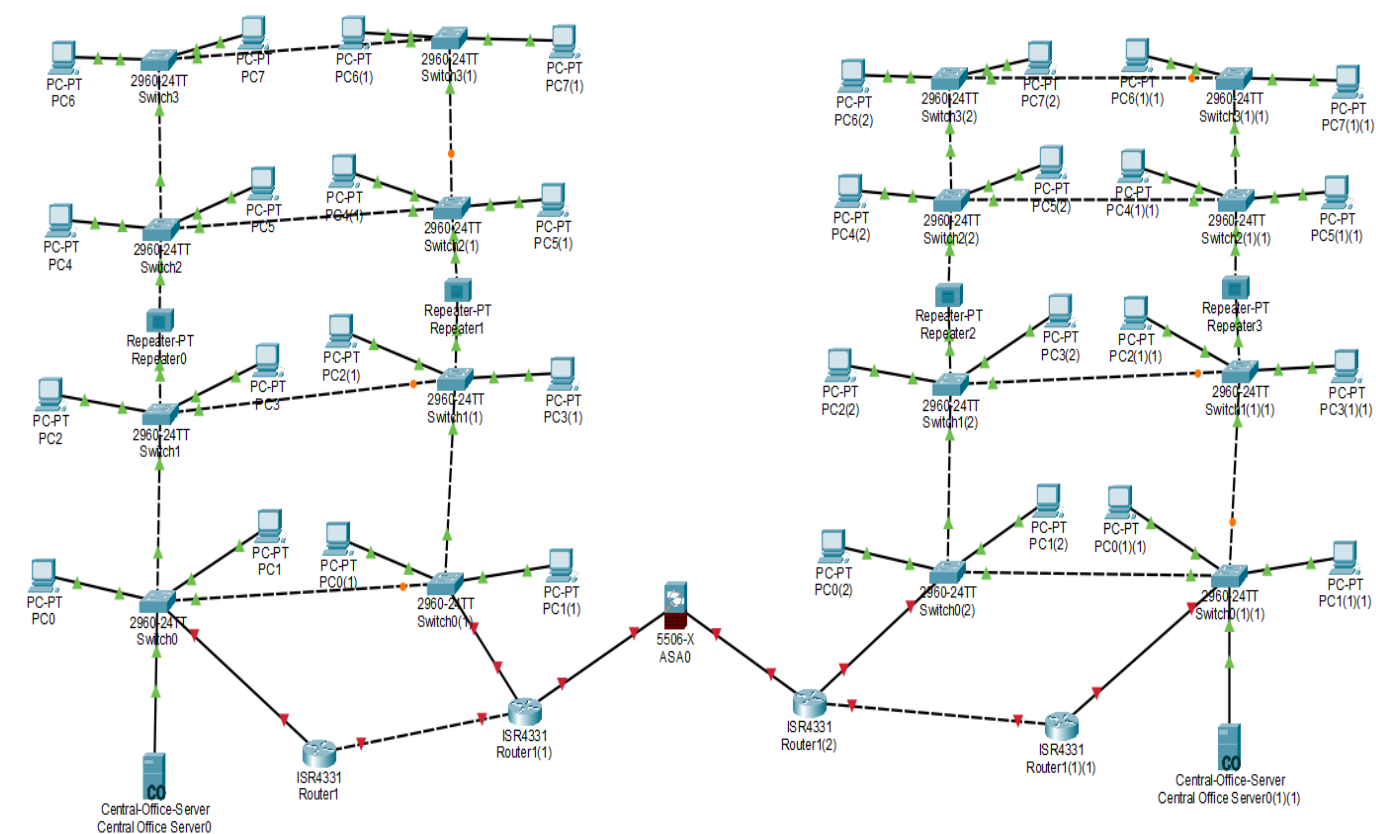 PC-PT
PC6
2960-24TT
Switch3
PC-PT
PC7
PC-PT
PC6(1)
2960-24TT
Switch3(1)
PC-PT
PC7(1)
PC-PT
PC4
2960-24TT
Switch2
PC-PT
PC5
PC-PT
PC4(1)
2960-24TT
Switch2(1)
PC-PT
PC5(1)
Repeater-PT
Repeater0
Repeater-PT
Repeater1
PC-PT
PC2
2960-24TT
Switch1
PC-PT
PC3
PC-PT
PC2(1)
2960-24TT
Switch1(1)
PC-PT
PC3(1)
PC-PT
PC0
2960-24TT
Switch0
PC-PT
PC1
PC-PT
PC0(1)
2960-24TT
Switch0(1)
PC-PT
PC1(1)
CO
Central-Office-Server
Central Office Server0
ISR4331
Router1
ISR4331
Router1(1)
5506-X
ASA0
PC-PT
PC6(2)
2960-24TT
Switch3(2)
PC-PT
PC7(2)
PC-PT
PC6(1)(1)
2960-24TT
Switch3(1)(1)
PC-PT
PC7(1)(1)
PC-PT
PC4(2)
2960-24TT
Switch2(2)
PC-PT
PC5(2)
PC-PT
PC4(1)(1)
2960-24TT
Switch2(1)(1)
PC-PT
PC5(1)(1)
Repeater-PT
Repeater2
Repeater-PT
Repeater3
PC-PT
PC2(2)
2960-24TT
Switch1(2)
PC-PT
PC3(2)
PC-PT
PC2(1)(1)
2960-24TT
Switch1(1)(1)
PC-PT
PC3(1)(1)
PC-PT
PC0(2)
2960-24TT
Switch0(2)
PC-PT
PC1(2)
PC-PT
PC0(1)(1)
2960-24TT
Switch0(1)(1)
PC-PT
PC1(1)(1)
ISR4331
Router1(2)
ISR4331
Router1(1)(1)
CO
Central-Office-Server
Central Office Server0(1)(1)